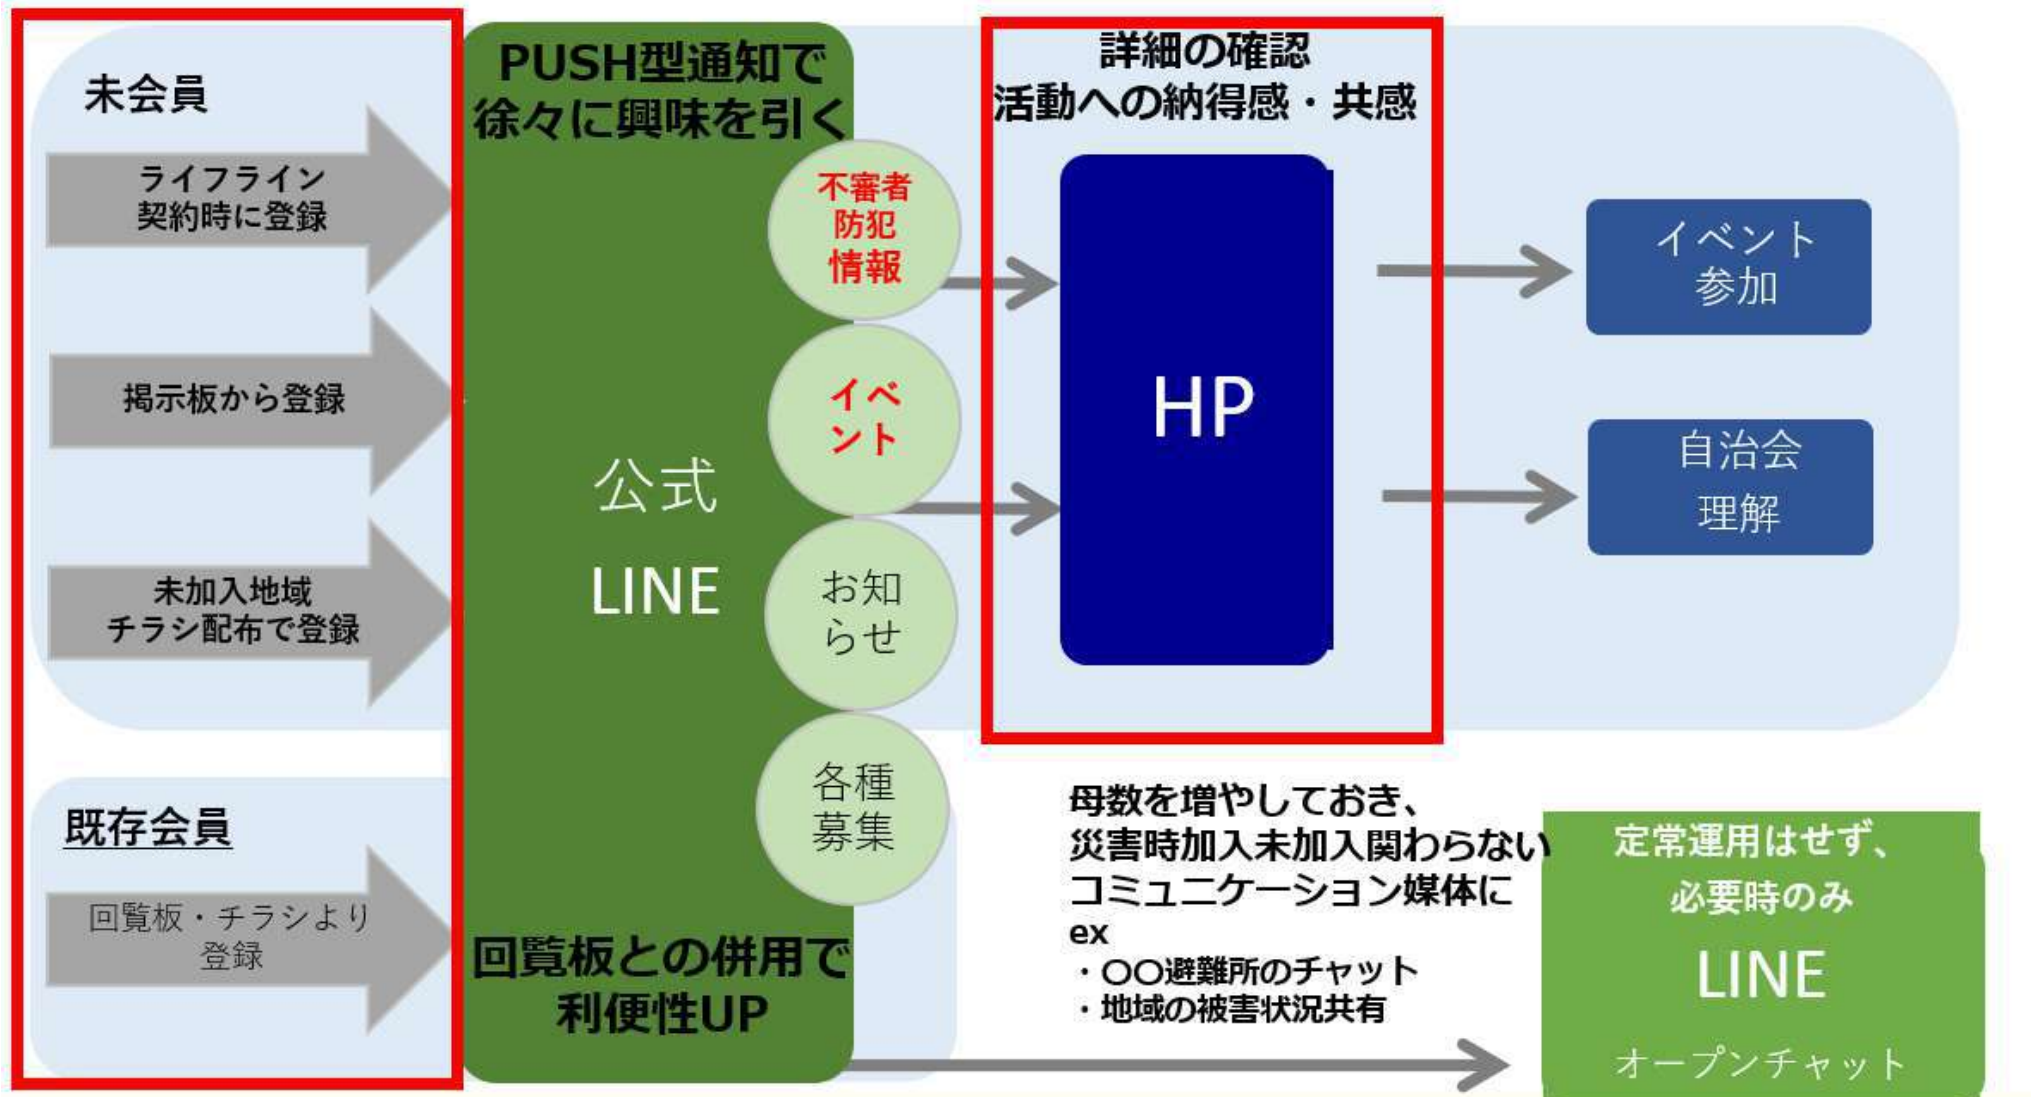 未会員
ライフライン
契約時に登録
掲示板から登録
未加入地域
チラシ配布で登録
既存会員
回覧板・チラシより
登録
PUSH型通知で
徐々に興味を引く
公式
LINE
回覧板との併用で
利便性UP
不審者
防犯
情報
イベ
ント
お知
らせ
各種
募集
詳細の確認
活動への納得感・共感
HP
イベント
参加
自治会
理解
母数を増やしておき、
災害時加入未加入関わらない
コミュニケーション媒体に
ex
・〇〇避難所のチャット
・地域の被害状況共有
定常運用はせず、
必要時のみ
LINE
オープンチャット